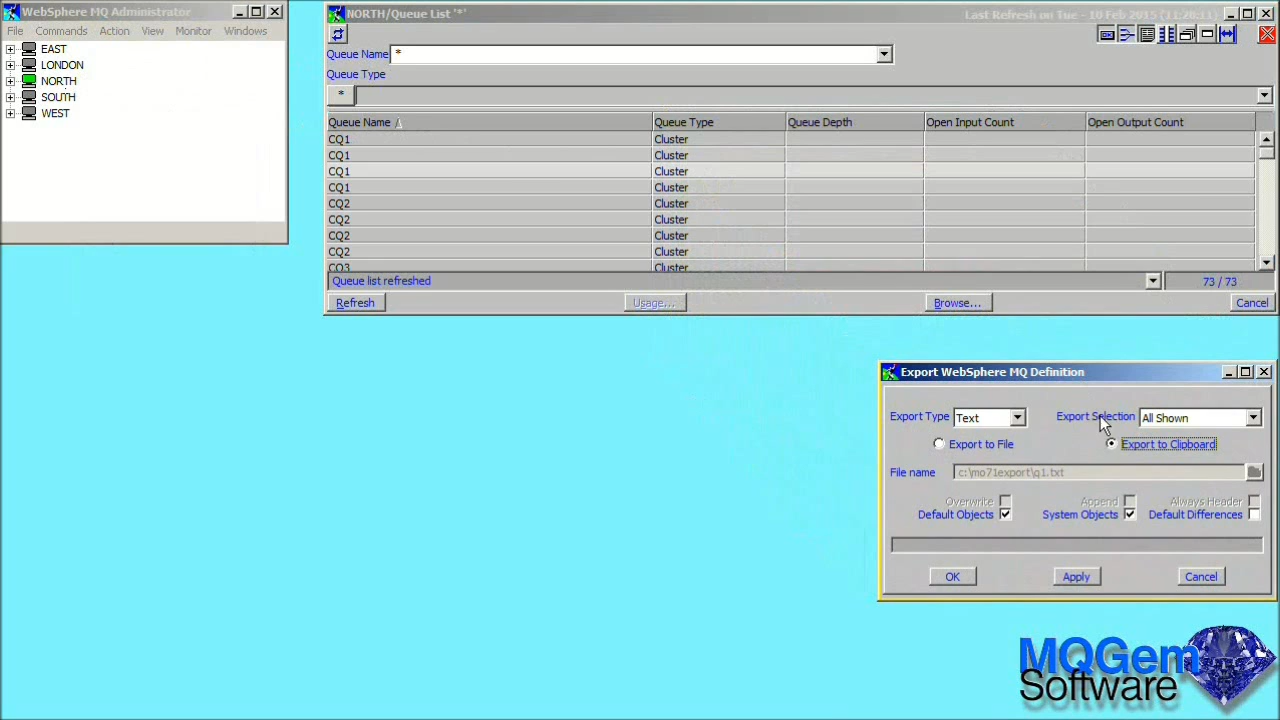 WebSphere MQ Administrator
File Commands Action View Monitor Windows
EAST
LONDON
NORTH
SOUTH
WEST
NORTH/Queue List '*'
Last Refresh on Tue - 10 Feb 2015 (11:20:11)
Queue Name *
Queue Type
*
Queue Name Queue Type Queue Depth Open Input Count Open Output Count
CQ1 Cluster
CQ1 Cluster
CQ1 Cluster
CQ1 Cluster
CQ2 Cluster
CQ2 Cluster
CQ2 Cluster
CQ2 Cluster
CQ3 Cluster
Queue list refreshed 73 / 73
Refresh Usage... Browse... Cancel
Export WebSphere MQ Definition
Export Type Text Export Selection All Shown
Export to File Export to Clipboard
File name c:\mo71export\q1.txt
Overwrite Append Always Header
Default Objects System Objects Default Differences
OK Apply Cancel
MQGem
Software